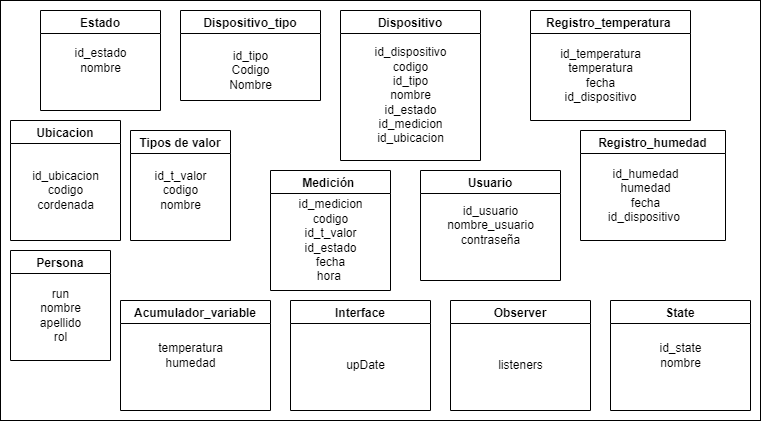 Estado
id_estado
nombre
Dispositivo_tipo
id_tipo
Codigo
Nombre
Dispositivo
id_dispositivo
codigo
id_tipo
nombre
id_estado
id_medicion
id_ubicacion
Registro_temperatura
id_temperatura
temperatura
fecha
id_dispositivo
Ubicacion
id_ubicacion
codigo
cordenada
Tipos de valor
id_t_valor
codigo
nombre
Medición
id_medicion
codigo
id_t_valor
id_estado
fecha
hora
Usuario
id_usuario
nombre_usuario
contraseña
Registro_humedad
id_humedad
humedad
fecha
id_dispositivo
Persona
run
nombre
apellido
rol
Acumulador_variable
temperatura
humedad
Interface
upDate
Observer
listeners
State
id_state
nombre